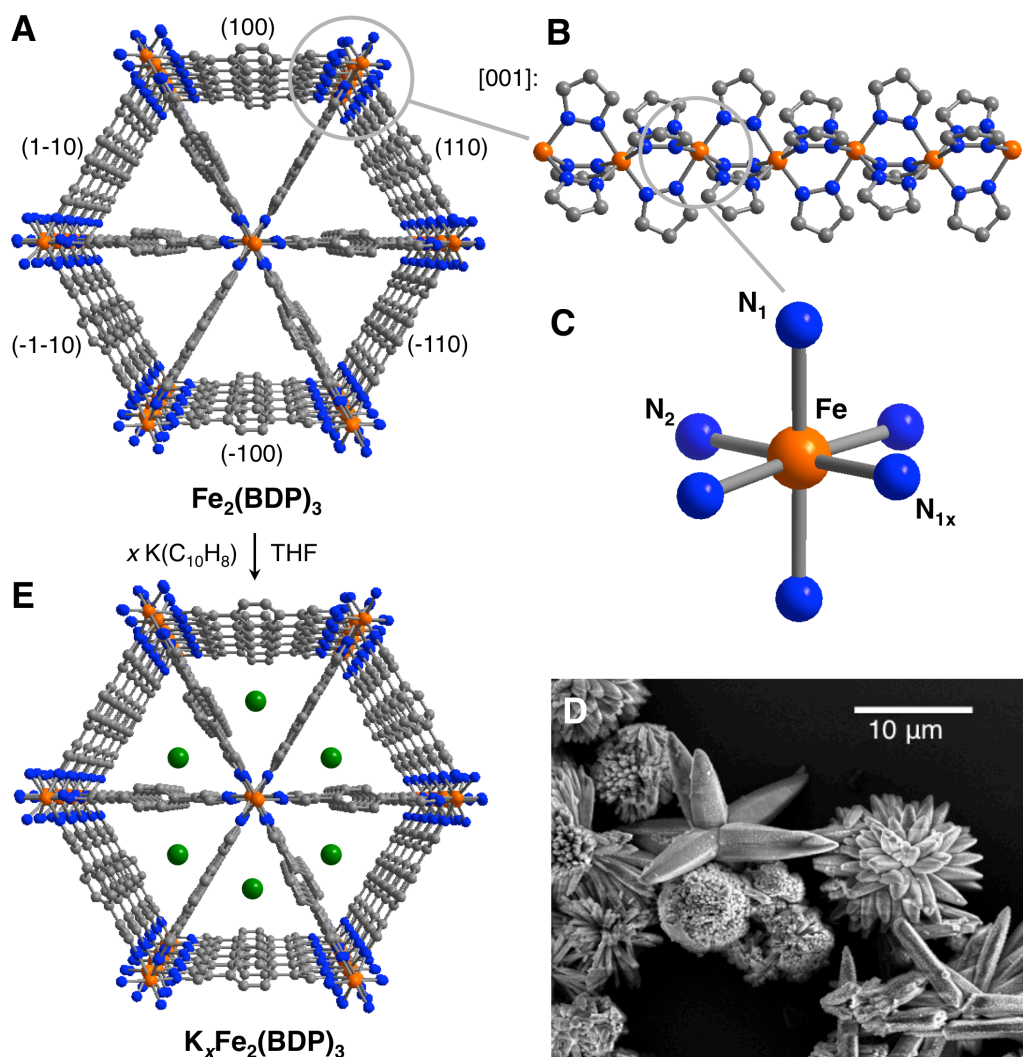 A
(100)
(1-10)
(110)
(-1-10)
(-110)
(-100)
Fe₂(BDP)₃
x K(C₁₀H₈)
THF
B
[001]:
C
N₁
N₂
Fe
N₁ₓ
E
KₓFe₂(BDP)₃
D
10 µm